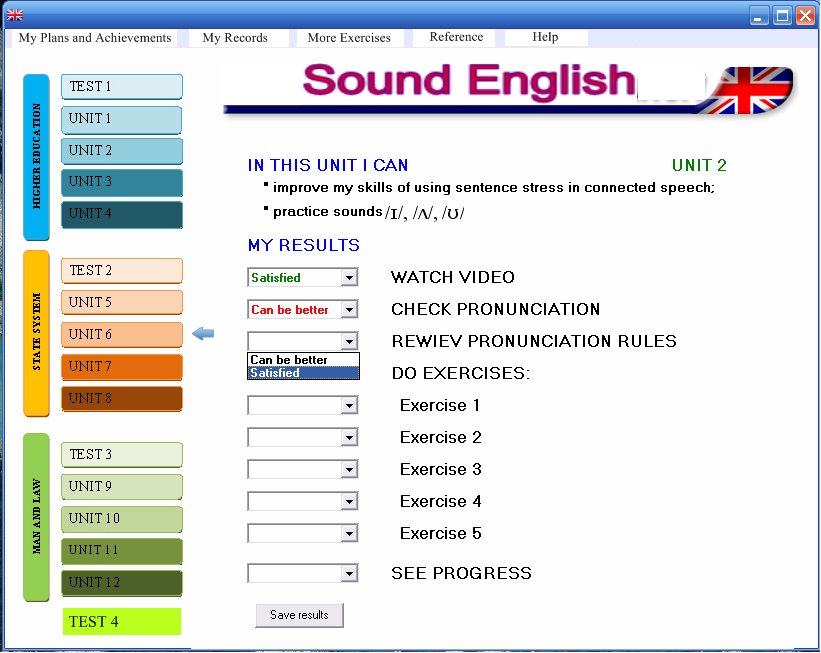 My Plans and Achievements
My Records
More Exercises
Reference
Help
Sound English
HIGHER EDUCATION
TEST 1
UNIT 1
UNIT 2
UNIT 3
UNIT 4
STATE SYSTEM
TEST 2
UNIT 5
UNIT 6
UNIT 7
UNIT 8
MAN AND LAW
TEST 3
UNIT 9
UNIT 10
UNIT 11
UNIT 12
TEST 4
IN THIS UNIT I CAN
UNIT 2
▪ improve my skills of using sentence stress in connected speech;
▪ practice sounds /ɪ/, /ʌ/, /ʊ/
MY RESULTS
Satisfied
WATCH VIDEO
Can be better
CHECK PRONUNCIATION
REWIEV PRONUNCIATION RULES
Can be better
Satisfied
DO EXERCISES:
Exercise 1
Exercise 2
Exercise 3
Exercise 4
Exercise 5
SEE PROGRESS
Save results